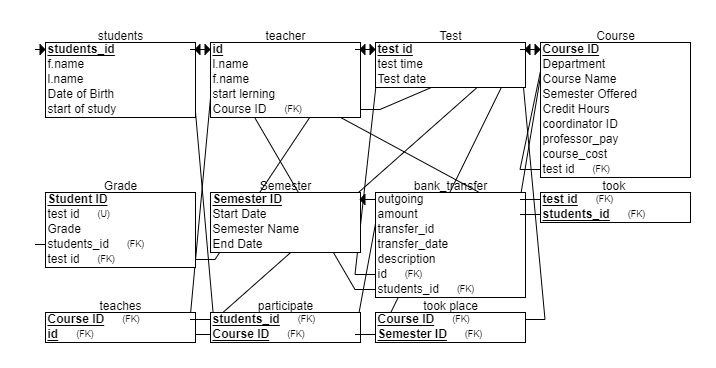 students
students_id
f.name
l.name
Date of Birth
start of study
teacher
id
l.name
f.name
start lerning
Course ID (FK)
Test
test id
test time
Test date
Course
Course ID
Department
Course Name
Semester Offered
Credit Hours
coordinator ID
professor_pay
course_cost
test id (FK)
Grade
Student ID
test id (U)
Grade
students_id (FK)
test id (FK)
Semester
Semester ID
Start Date
Semester Name
End Date
bank_transfer
outgoing
amount
transfer_id
transfer_date
description
id (FK)
students_id (FK)
took
test id (FK)
students_id (FK)
teaches
Course ID (FK)
id (FK)
participate
students_id (FK)
Course ID (FK)
took place
Course ID (FK)
Semester ID (FK)